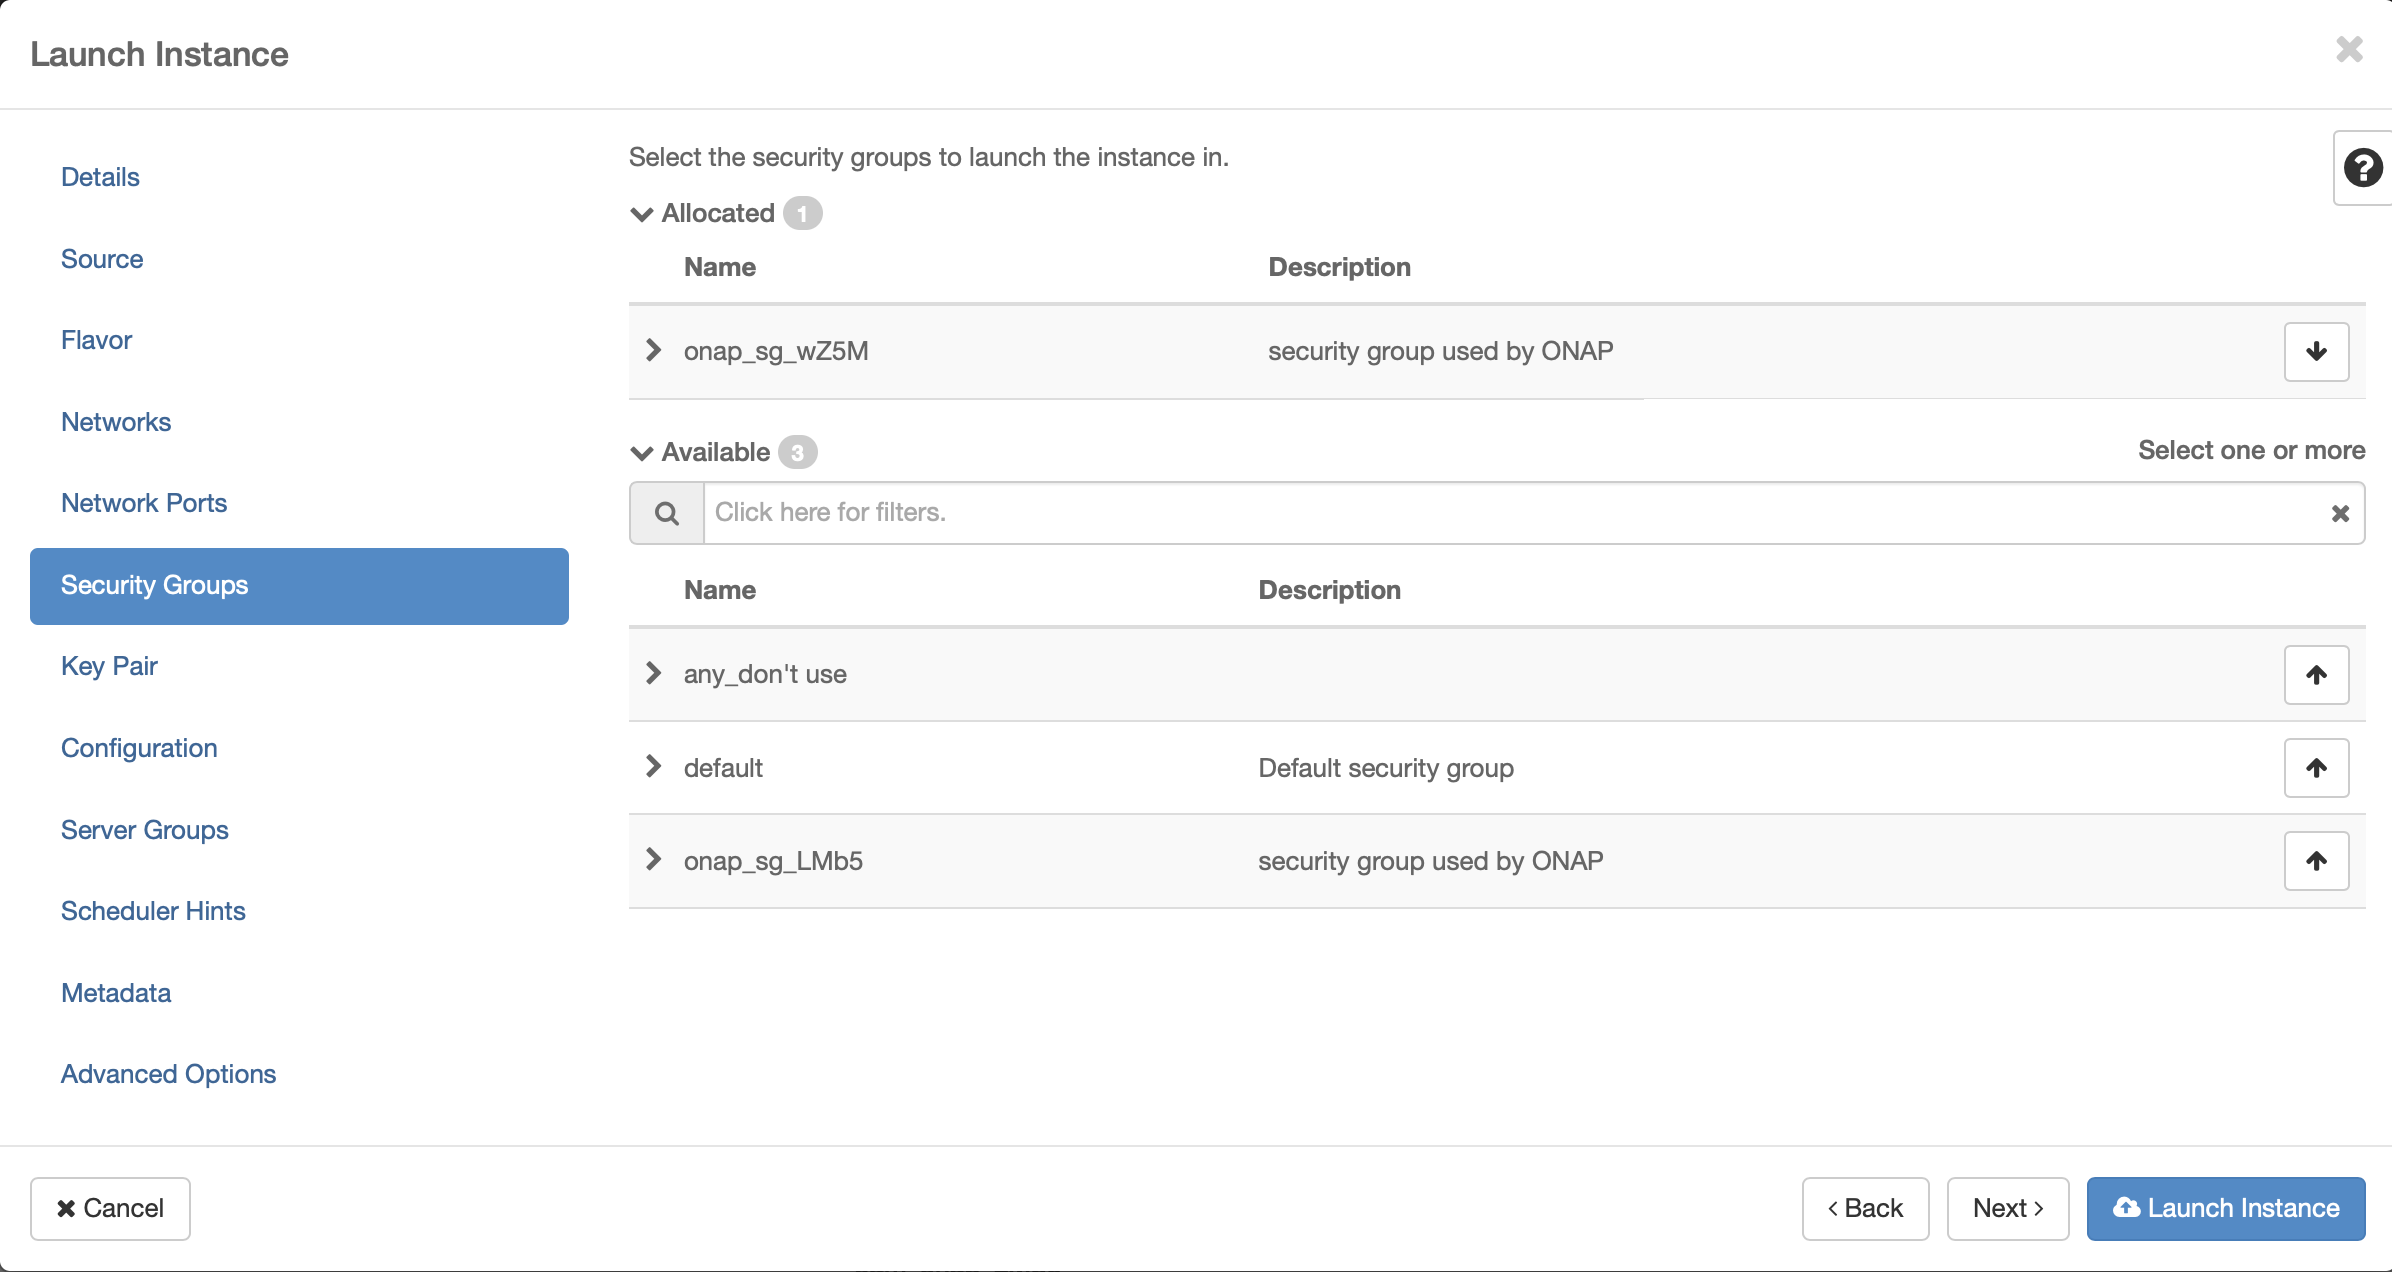 Launch Instance
Details
Source
Flavor
Networks
Network Ports
Security Groups
Key Pair
Configuration
Server Groups
Scheduler Hints
Metadata
Advanced Options
Select the security groups to launch the instance in.
Allocated 1
Name Description
onap_sg_wZ5M security group used by ONAP
Available 3 Select one or more
Click here for filters.
Name Description
any_don't use
default Default security group
onap_sg_LMb5 security group used by ONAP
Cancel
Back
Next
Launch Instance